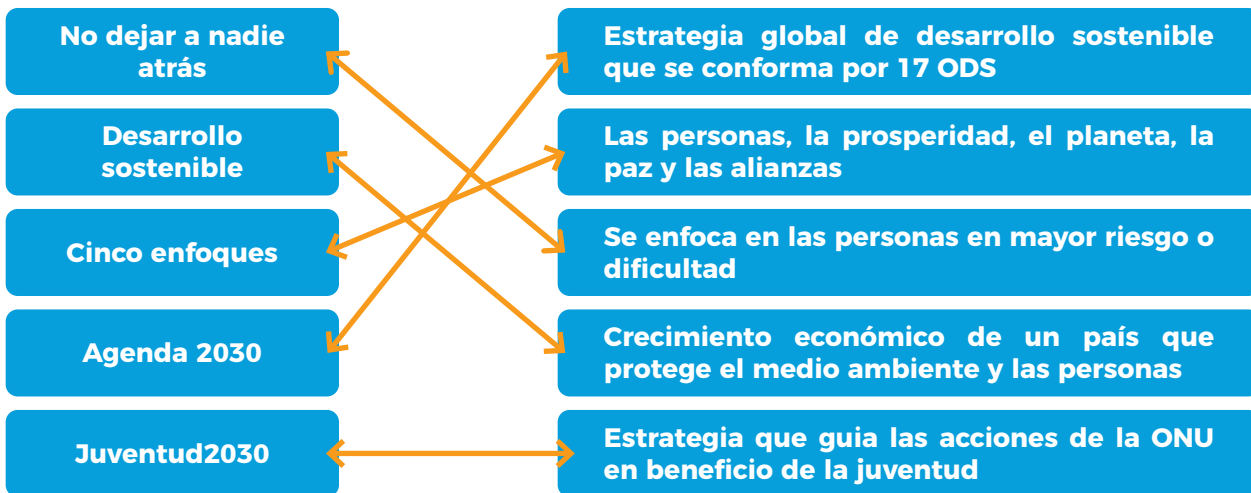 No dejar a nadie
atrás
Estrategia global de desarrollo sostenible
que se conforma por 17 ODS
Desarrollo
sostenible
Las personas, la prosperidad, el planeta, la
paz y las alianzas
Cinco enfoques
Se enfoca en las personas en mayor riesgo o
dificultad
Agenda 2030
Crecimiento económico de un país que
protege el medio ambiente y las personas
Juventud2030
Estrategia que guia las acciones de la ONU
en beneficio de la juventud